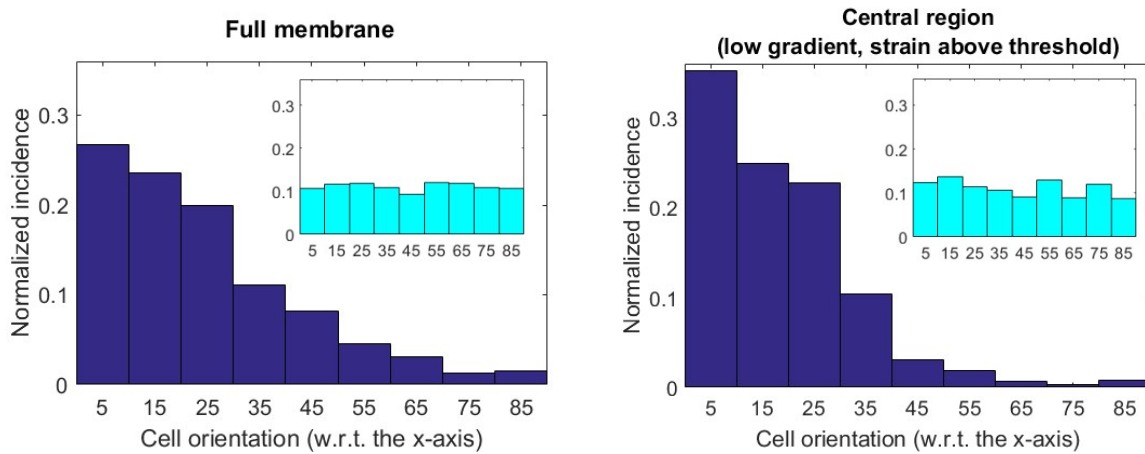 Full membrane
Normalized incidence
0.3
0.2
0.1
0
0.3
0.2
0.1
0
5 15 25 35 45 55 65 75 85
5 15 25 35 45 55 65 75 85
Cell orientation (w.r.t. the x-axis)
Central region
(low gradient, strain above threshold)
Normalized incidence
0.3
0.2
0.1
0
0.3
0.2
0.1
0
5 15 25 35 45 55 65 75 85
5 15 25 35 45 55 65 75 85
Cell orientation (w.r.t. the x-axis)